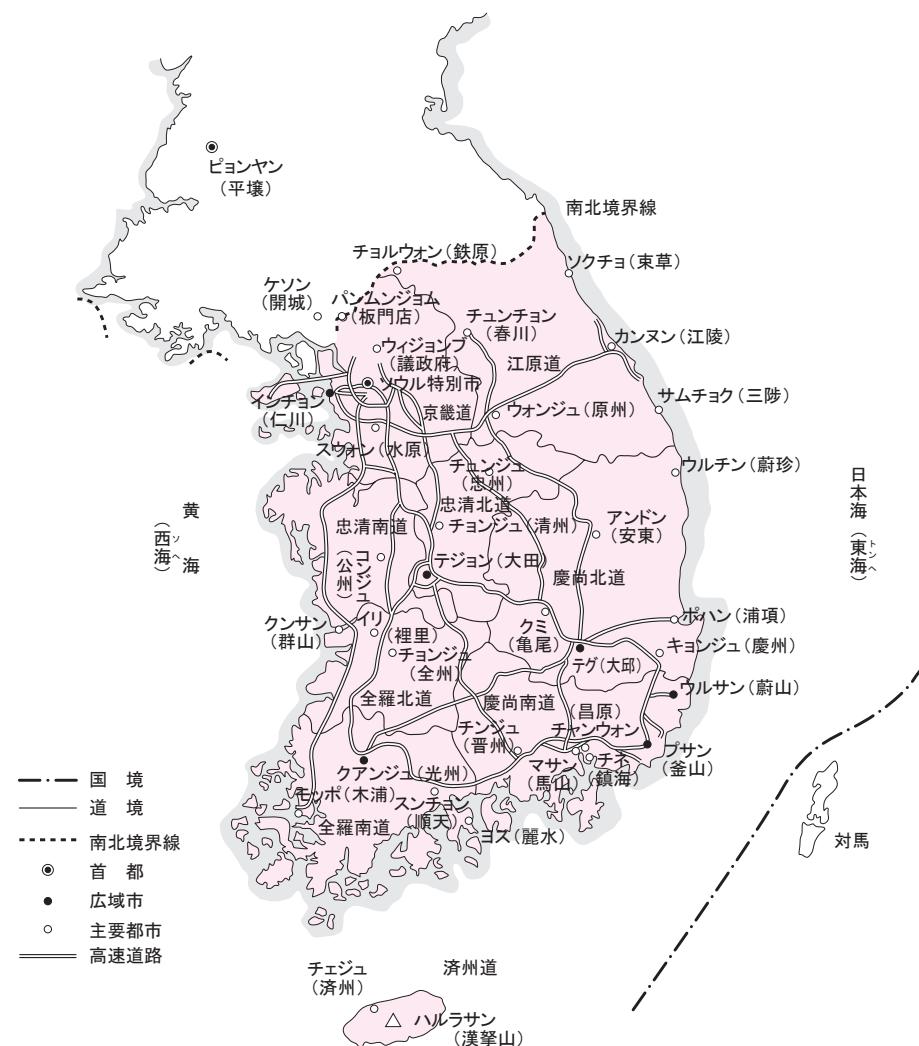 ピョンヤン
(平壌)
南北境界線
チョルウォン(鉄原)
ソクチョ(束草)
ケソン
(開城)
パンムンジョム
(板門店)
チュンチョン
(春川)
カンヌン(江陵)
ウィジョンブ
(議政府)
江原道
ソウル特別市
インチョン
(仁川)
京畿道
ウォンジュ(原州)
サムチョク(三陟)
スウォン(水原)
チュンジュ
(忠州)
ウルチン(蔚珍)
忠清北道
忠清南道
チョンジュ(清州)
アンドン
(安東)
黄海
(西海)
ソヘ
日本海(東海)
トンヘ
コンジュ
(公州)
テジョン(大田)
慶尚北道
クンサン
(群山)
イリ
(裡里)
クミ
(亀尾)
ポハン(浦項)
チョンジュ
(全州)
テグ(大邱)
キョンジュ(慶州)
全羅北道
慶尚南道
ウルサン(蔚山)
(昌原)
チャンウォン
チンジュ
(晋州)
マサン
(馬山)
チネ
(鎮海)
プサン
(釜山)
クアンジュ(光州)
モッポ(木浦)
スンチョン
(順天)
全羅南道
ヨス(麗水)
対馬
国 境
道 境
南北境界線
首 都
広域市
主要都市
高速道路
チェジュ
(済州)
済州道
ハルラサン
(漢拏山)